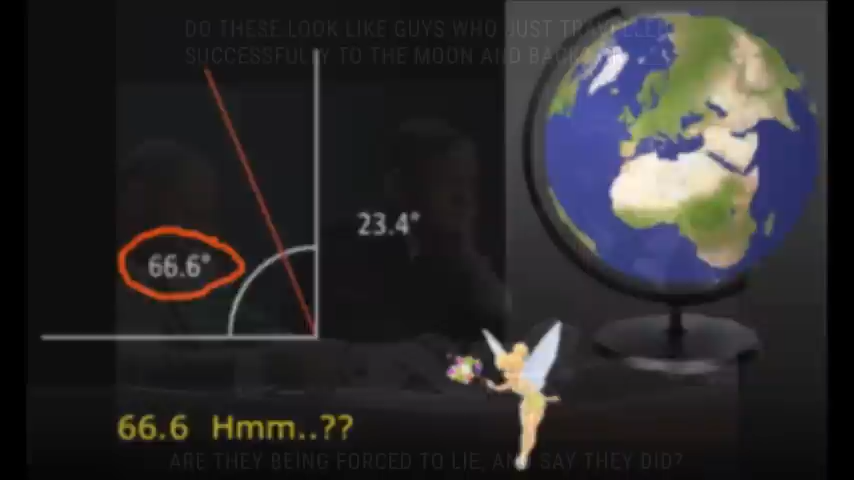 DO THESE LOOK LIKE GUYS WHO JUST TRAVELLED
SUCCESSFULLY TO THE MOON AND BACK
23.4°
66.6°
66.6 Hmm..??
ARE THEY BEING FORCED TO LIE, AND SAY THEY DID?